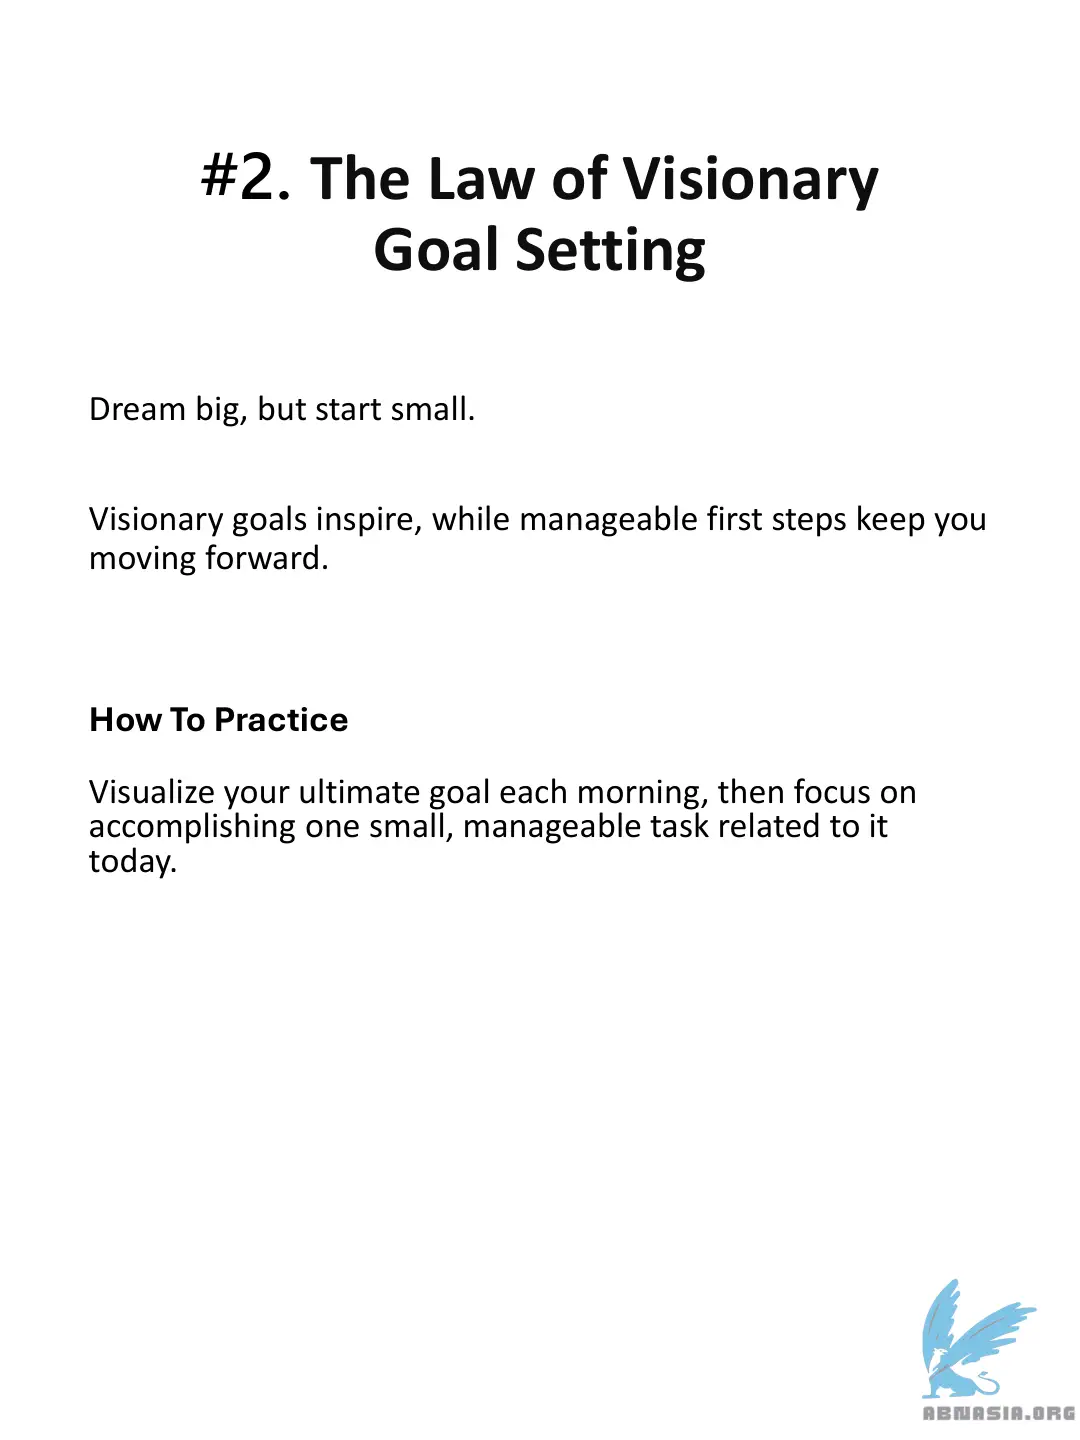 #2. The Law of Visionary
Goal Setting
Dream big, but start small.
Visionary goals inspire, while manageable first steps keep you
moving forward.
How To Practice
Visualize your ultimate goal each morning, then focus on
accomplishing one small, manageable task related to it
today.
ABNASIA.ORG